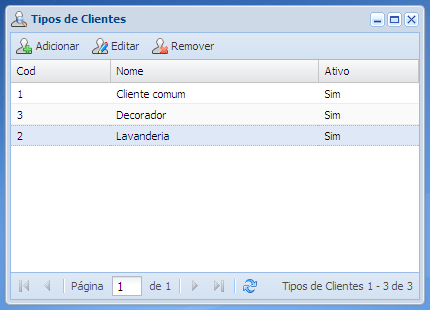 Tipos de Clientes
Adicionar Editar Remover
Cod Nome Ativo
1 Cliente comum Sim
3 Decorador Sim
2 Lavanderia Sim
Página 1 de 1 Tipos de Clientes 1 - 3 de 3